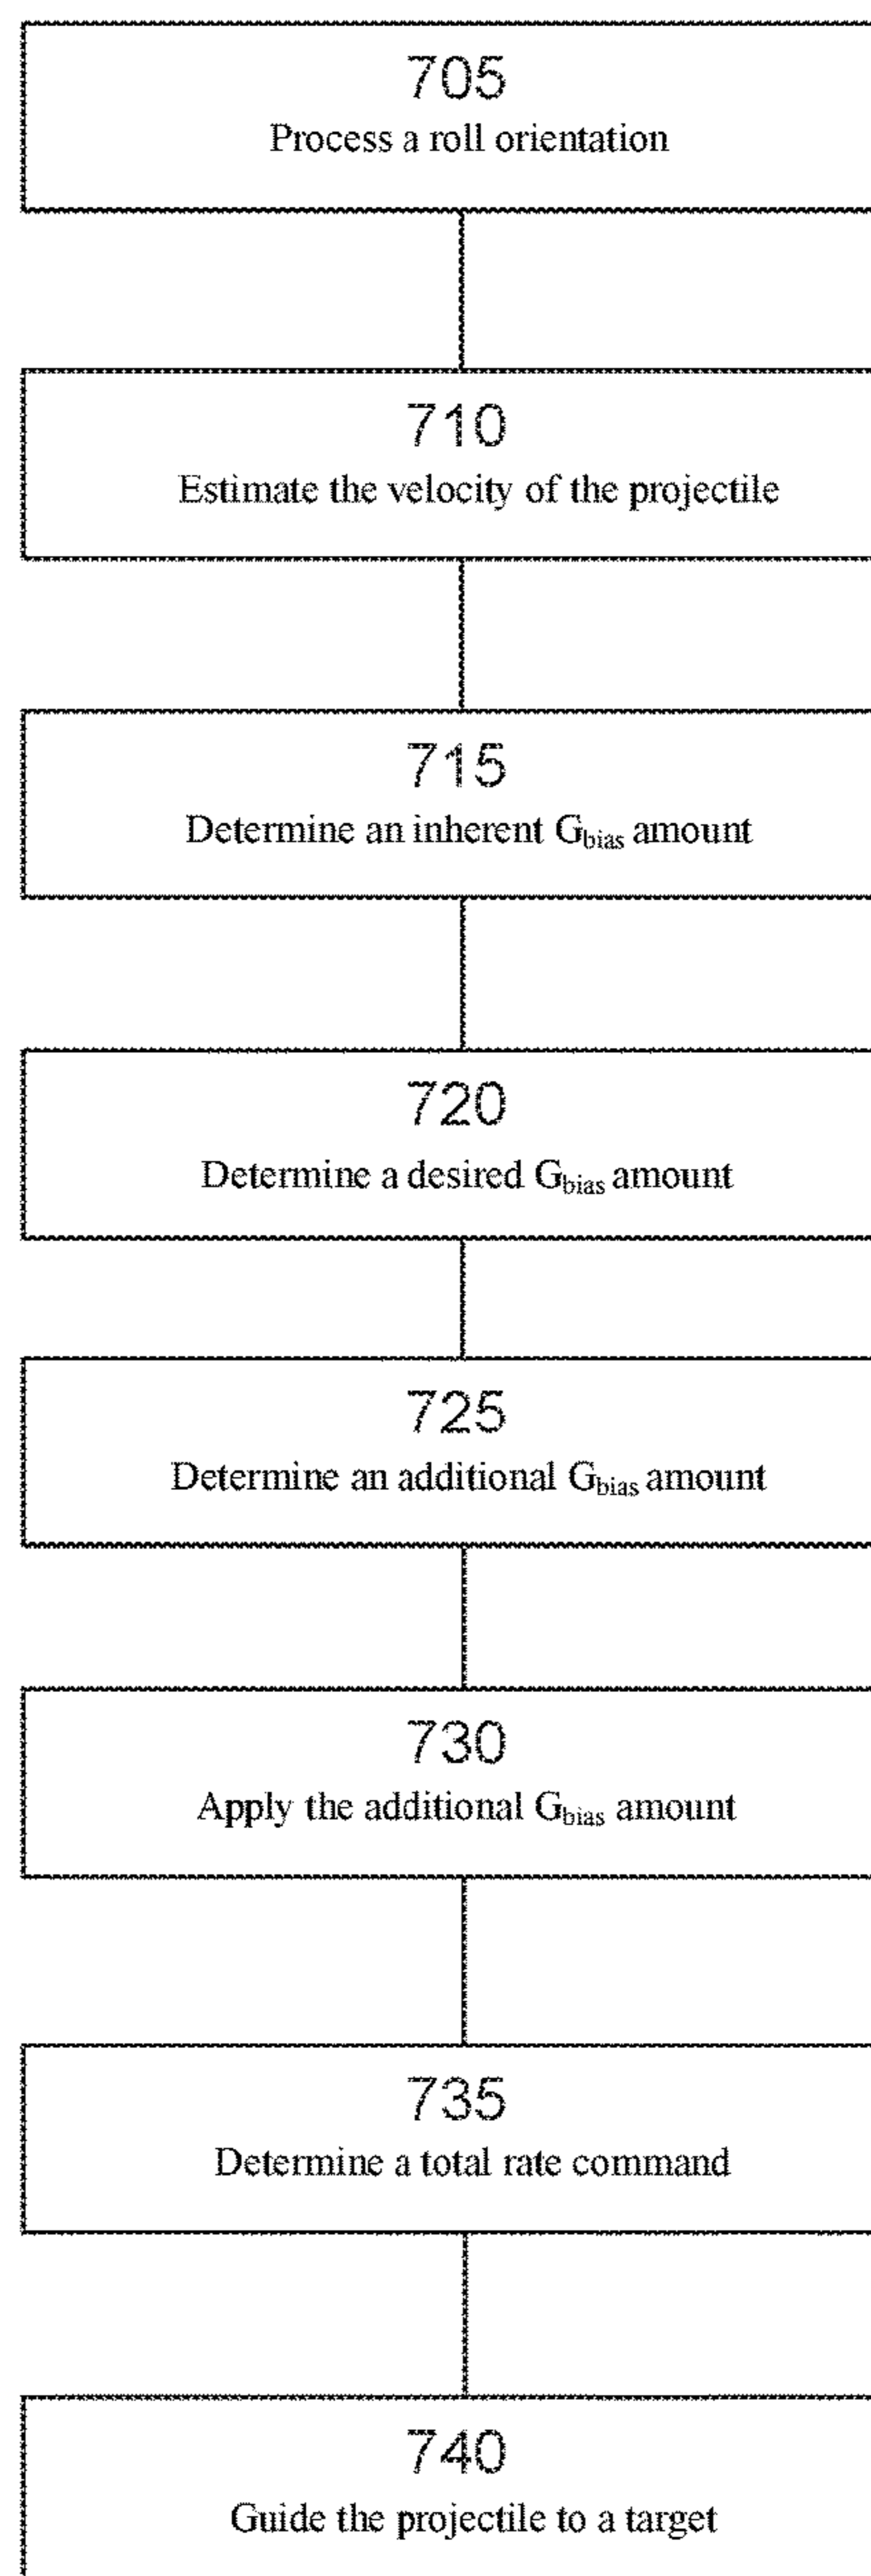 705
Process a roll orientation
710
Estimate the velocity of the projectile
715
Determine an inherent Gbias amount
720
Determine a desired Gbias amount
725
Determine an additional Gbias amount
730
Apply the additional Gbias amount
735
Determine a total rate command
740
Guide the projectile to a target